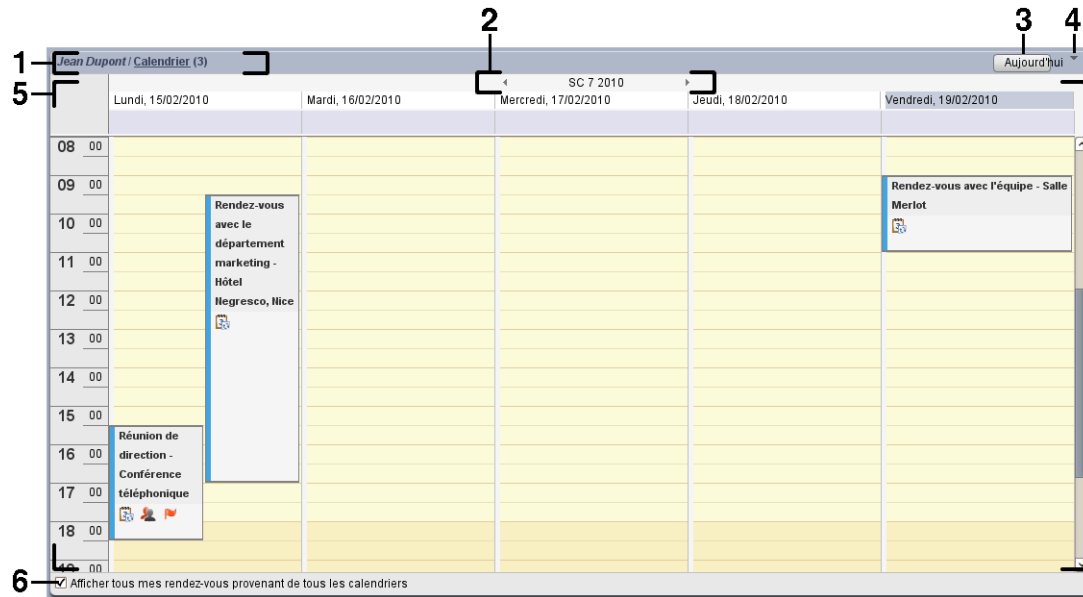 2
3
4
1
Jean Dupont / Calendrier (3)
Aujourd'hui
SC 7 2010
5
Lundi, 15/02/2010
Mardi, 16/02/2010
Mercredi, 17/02/2010
Jeudi, 18/02/2010
Vendredi, 19/02/2010
08 00
09 00
Rendez-vous avec l'équipe - Salle
Merlot
Rendez-vous
avec le
département
marketing -
Hôtel
Negresco, Nice
10 00
11 00
12 00
13 00
14 00
15 00
Réunion de
direction -
Conférence
téléphonique
16 00
17 00
18 00
19 00
6
Afficher tous mes rendez-vous provenant de tous les calendriers